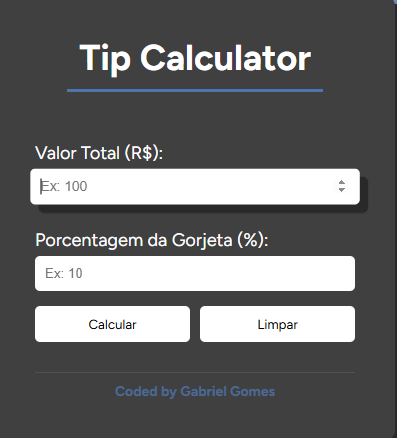 Tip Calculator
Valor Total (R$):
Ex: 100
Porcentagem da Gorjeta (%):
Ex: 10
Calcular Limpar
Coded by Gabriel Gomes